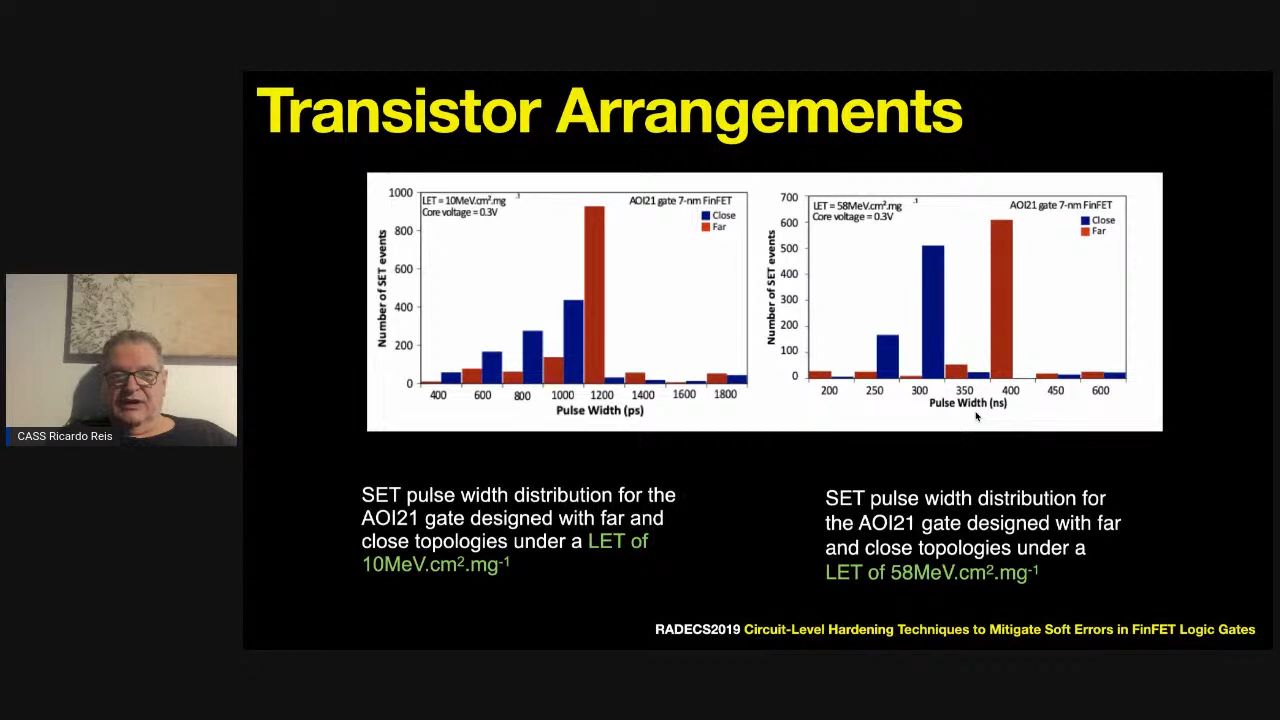 Transistor Arrangements
1000
800
600
400
200
0
LET = 10MeV.cm².mg⁻¹
Core voltage = 0.3V
AOI21 gate 7-nm FinFET
Close
Far
Number of SET events
400 600 800 1000 1200 1400 1600 1800
Pulse Width (ps)
700
600
500
400
300
200
100
0
LET = 58MeV.cm².mg⁻¹
Core voltage = 0.3V
AOI21 gate 7-nm FinFET
Close
Far
Number of SET events
200 250 300 350 400 450 600
Pulse Width (ns)
CASS Ricardo Reis
SET pulse width distribution for the
AOI21 gate designed with far and
close topologies under a LET of
10MeV.cm².mg⁻¹
SET pulse width distribution for
the AOI21 gate designed with far
and close topologies under a
LET of 58MeV.cm².mg⁻¹
RADECS2019 Circuit-Level Hardening Techniques to Mitigate Soft Errors in FinFET Logic Gates